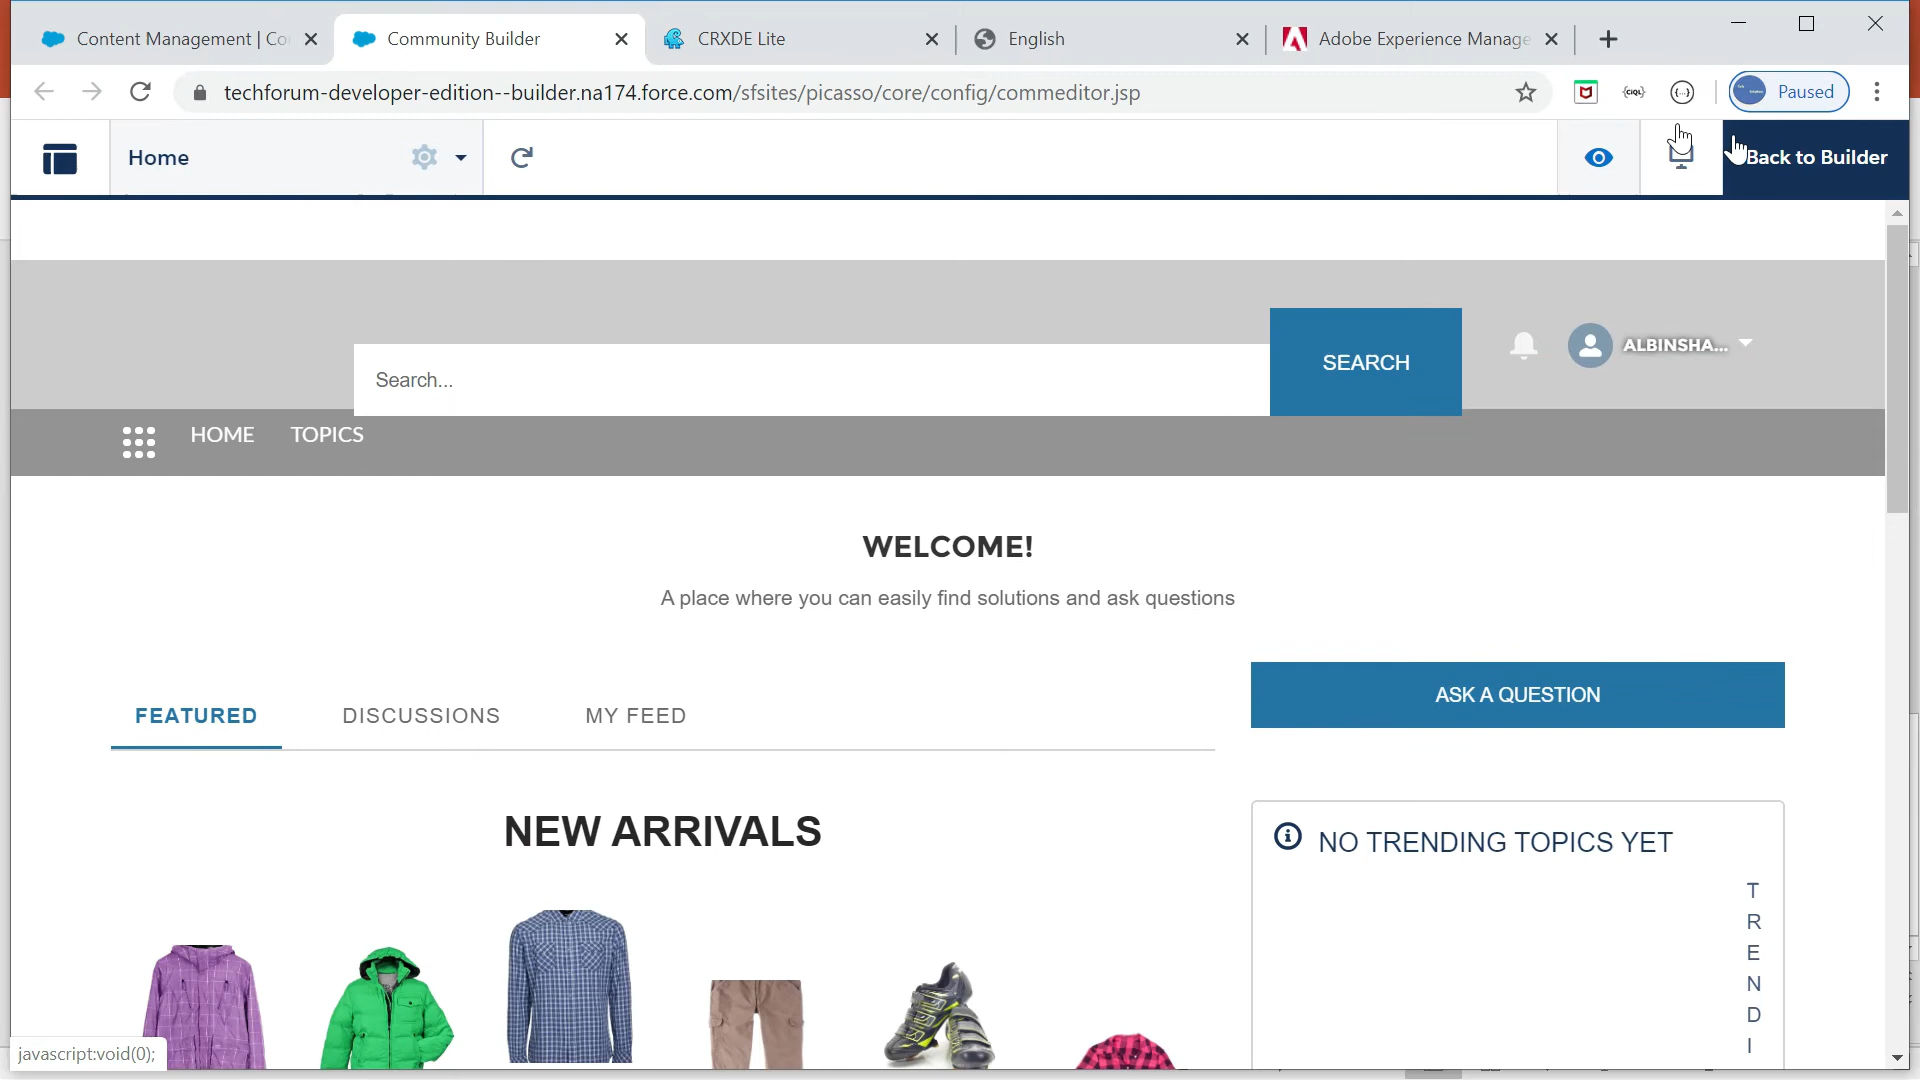 Content Management | Co
Community Builder
CRXDE Lite
English
Adobe Experience Manage
techforum-developer-edition--builder.na174.force.com/sfsites/picasso/core/config/commeditor.jsp
{CIQL}
{...}
Paused
Home
Back to Builder
Search...
SEARCH
ALBINSHA...
HOME
TOPICS
WELCOME!
A place where you can easily find solutions and ask questions
FEATURED
DISCUSSIONS
MY FEED
ASK A QUESTION
NEW ARRIVALS
NO TRENDING TOPICS YET
T
R
E
N
D
I
javascript:void(0);